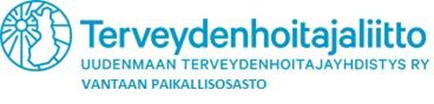 Terveydenhoitajaliitto
UUDENMAAN TERVEYDENHOITAJAYHDISTYS RY
VANTAAN PAIKALLISOSASTO